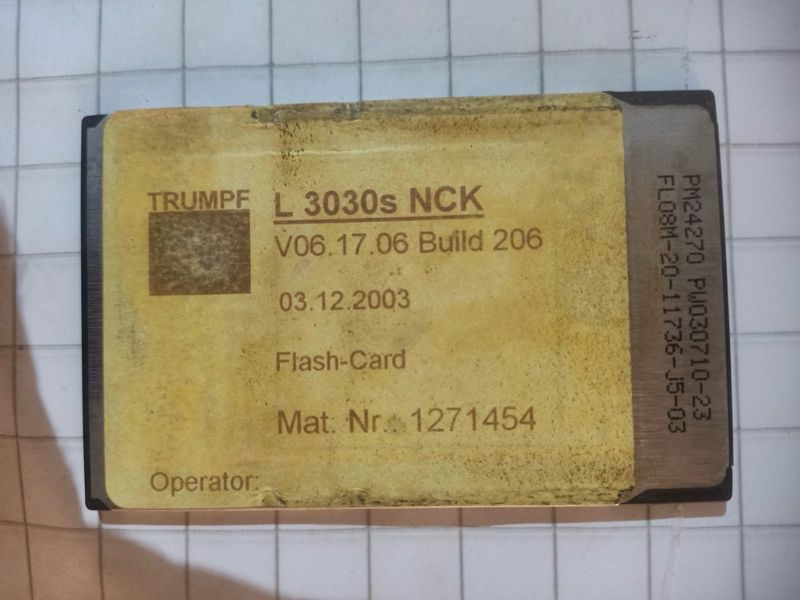 TRUMPF
L 3030s NCK
V06.17.06 Build 206
03.12.2003
Flash-Card
Mat. Nr.: 1271454
Operator:
PM24270 PW030710-23
FL08M-20-11736-J5-03